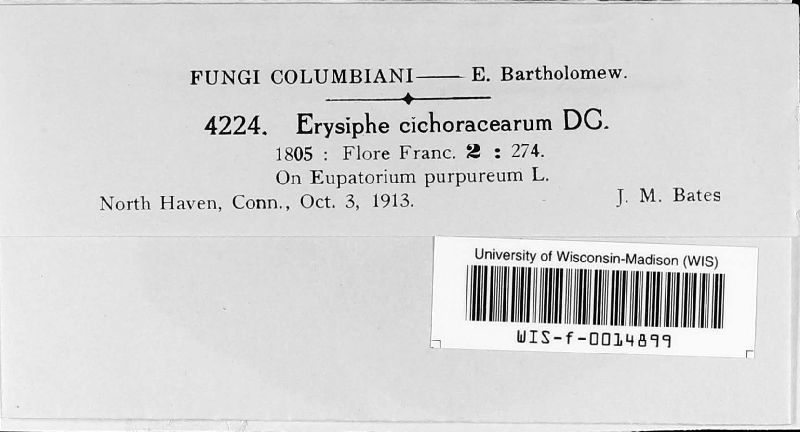 FUNGI COLUMBIANI—— E. Bartholomew.
4224. Erysiphe cichoracearum DC.
1805 : Flore Franc. 2 : 274.
On Eupatorium purpureum L.
North Haven, Conn., Oct. 3, 1913. J. M. Bates
University of Wisconsin-Madison (WIS)
WIS-f-0014899